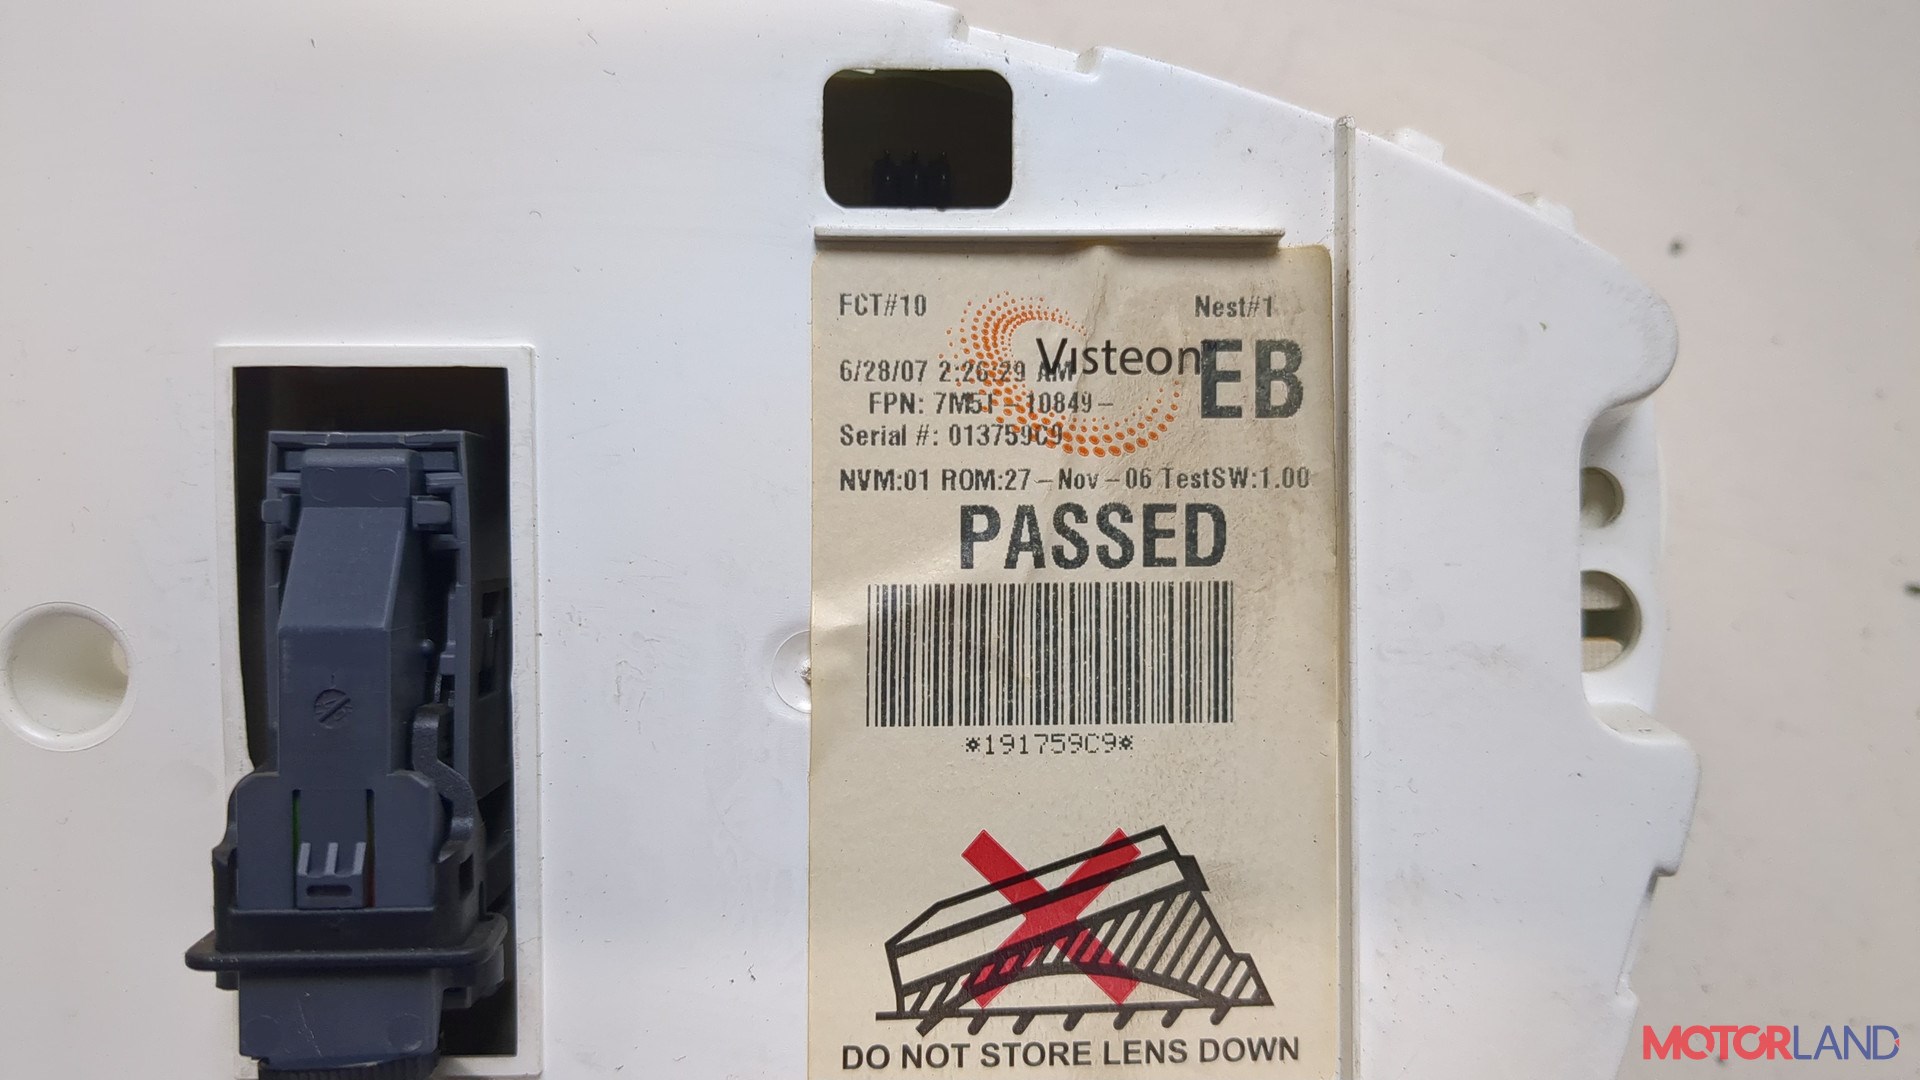 FCT#10 Nest#1
Visteon
EB
6/28/07 2:26:29 AM
FPN: 7M5T-10849-
Serial #: 013759C9
NVM:01 ROM:27-Nov-06 TestSW:1.00
PASSED
*191759C9*
DO NOT STORE LENS DOWN
MOTORLAND